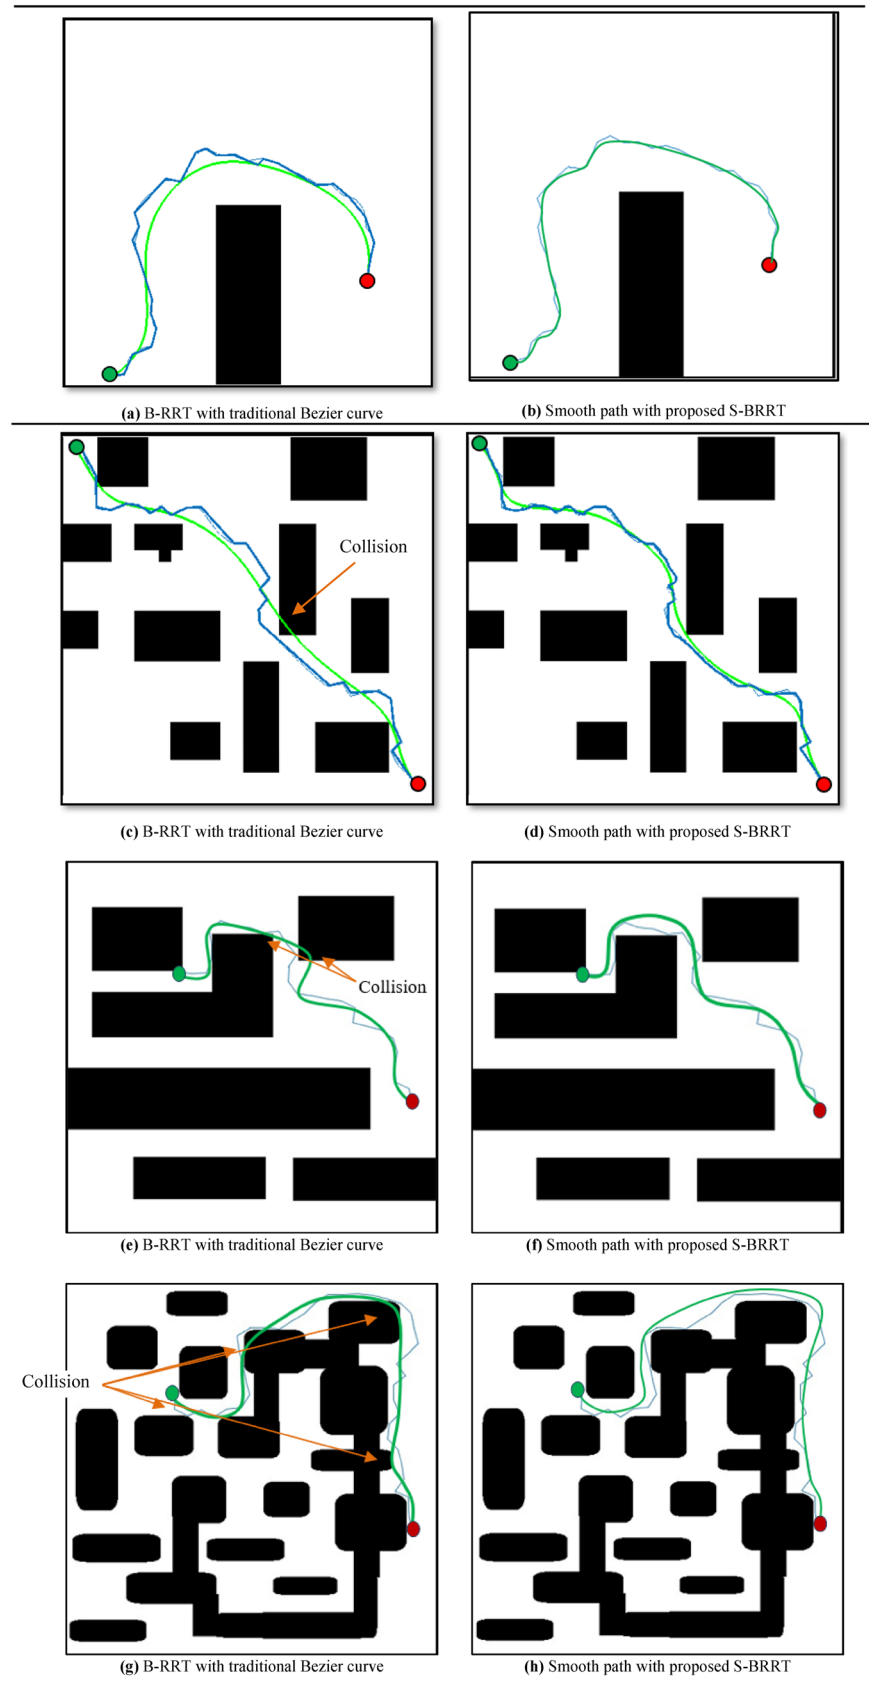 (a) B-RRT with traditional Bezier curve
(b) Smooth path with proposed S-BRRT
Collision
(c) B-RRT with traditional Bezier curve
(d) Smooth path with proposed S-BRRT
Collision
(e) B-RRT with traditional Bezier curve
(f) Smooth path with proposed S-BRRT
Collision
(g) B-RRT with traditional Bezier curve
(h) Smooth path with proposed S-BRRT